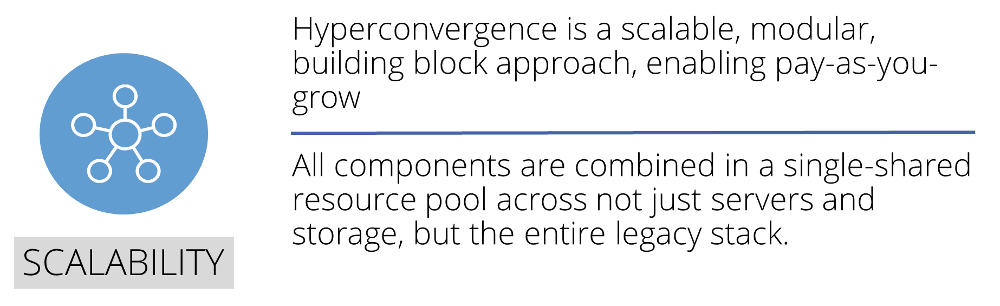 Hyperconvergence is a scalable, modular,
building block approach, enabling pay-as-you-
grow
All components are combined in a single-shared
resource pool across not just servers and
storage, but the entire legacy stack.
SCALABILITY